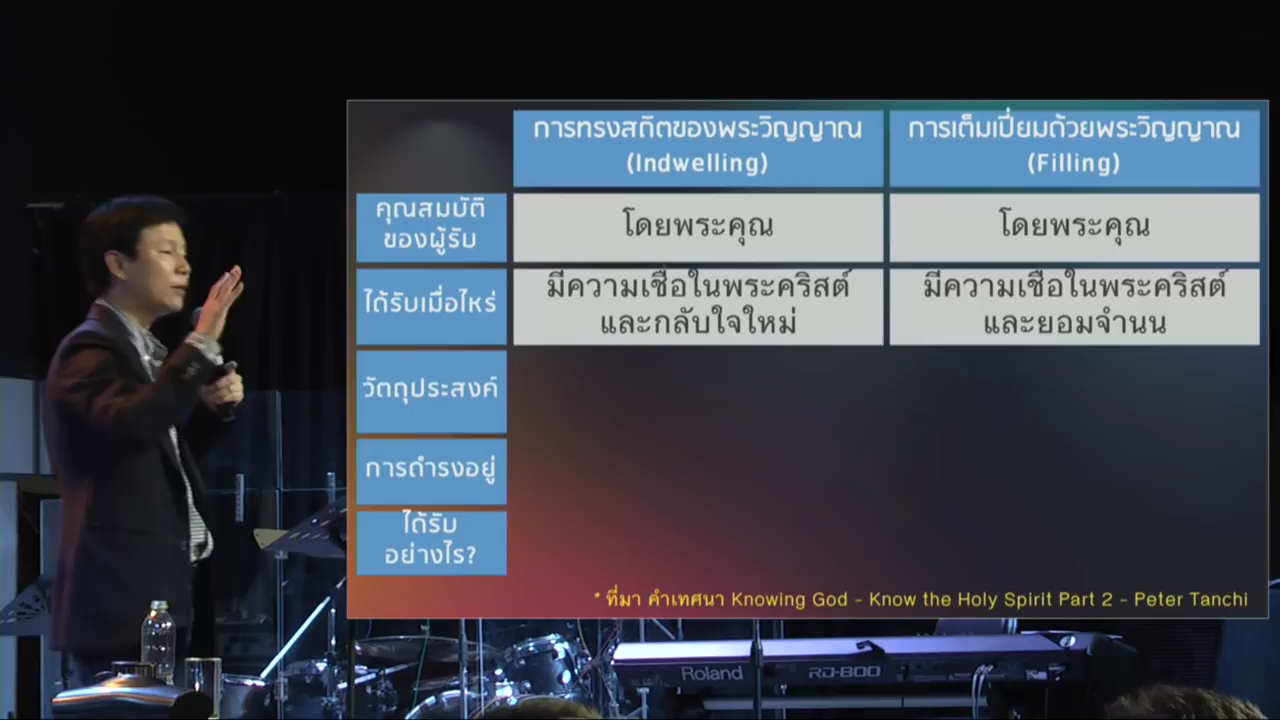 การทรงสถิตของพระวิญญาณ
(Indwelling)
การเต็มเปี่ยมด้วยพระวิญญาณ
(Filling)
คุณสมบัติ
ของผู้รับ
โดยพระคุณ
โดยพระคุณ
ได้รับเมื่อไหร่
มีความเชื่อในพระคริสต์
และกลับใจใหม่
มีความเชื่อในพระคริสต์
และยอมจำนน
วัตถุประสงค์
การดำรงอยู่
ได้รับ
อย่างไร?
* ที่มา คำเทศนา Knowing God - Know the Holy Spirit Part 2 - Peter Tanchi
Roland RD-800